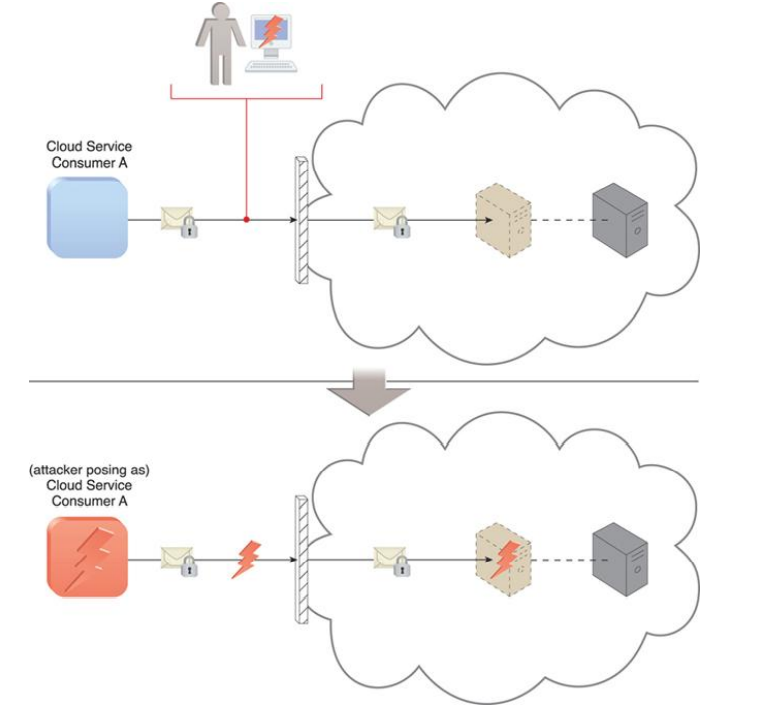 Cloud Service
Consumer A
(attacker posing as)
Cloud Service
Consumer A